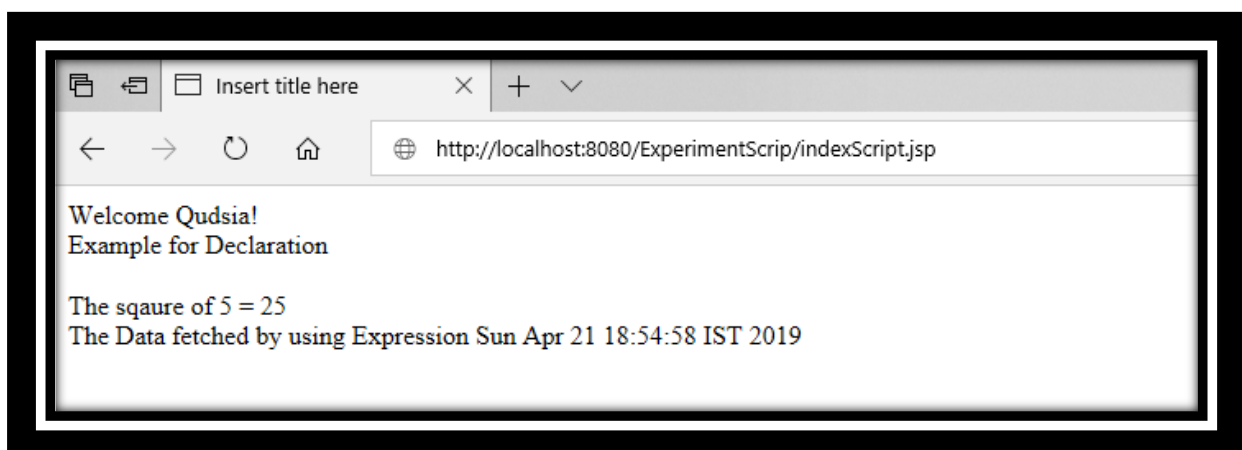 Insert title here
http://localhost:8080/ExperimentScrip/indexScript.jsp
Welcome Qudsia!
Example for Declaration
The sqaure of 5 = 25
The Data fetched by using Expression Sun Apr 21 18:54:58 IST 2019